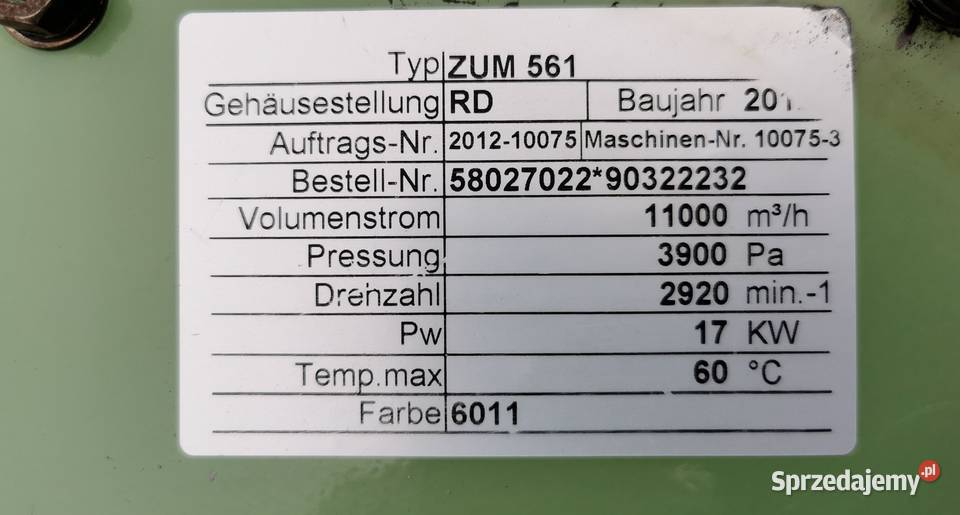 Typ ZUM 561
Gehäusestellung RD Baujahr
Auftrags-Nr. 2012-10075 Maschinen-Nr. 10075-3
Bestell-Nr. 58027022*90322232
Volumenstrom 11000 m³/h
Pressung 3900 Pa
Drehzahl 2920 min.-1
Pw 17 KW
Temp.max 60 °C
Farbe 6011
Sprzedajemy.pl